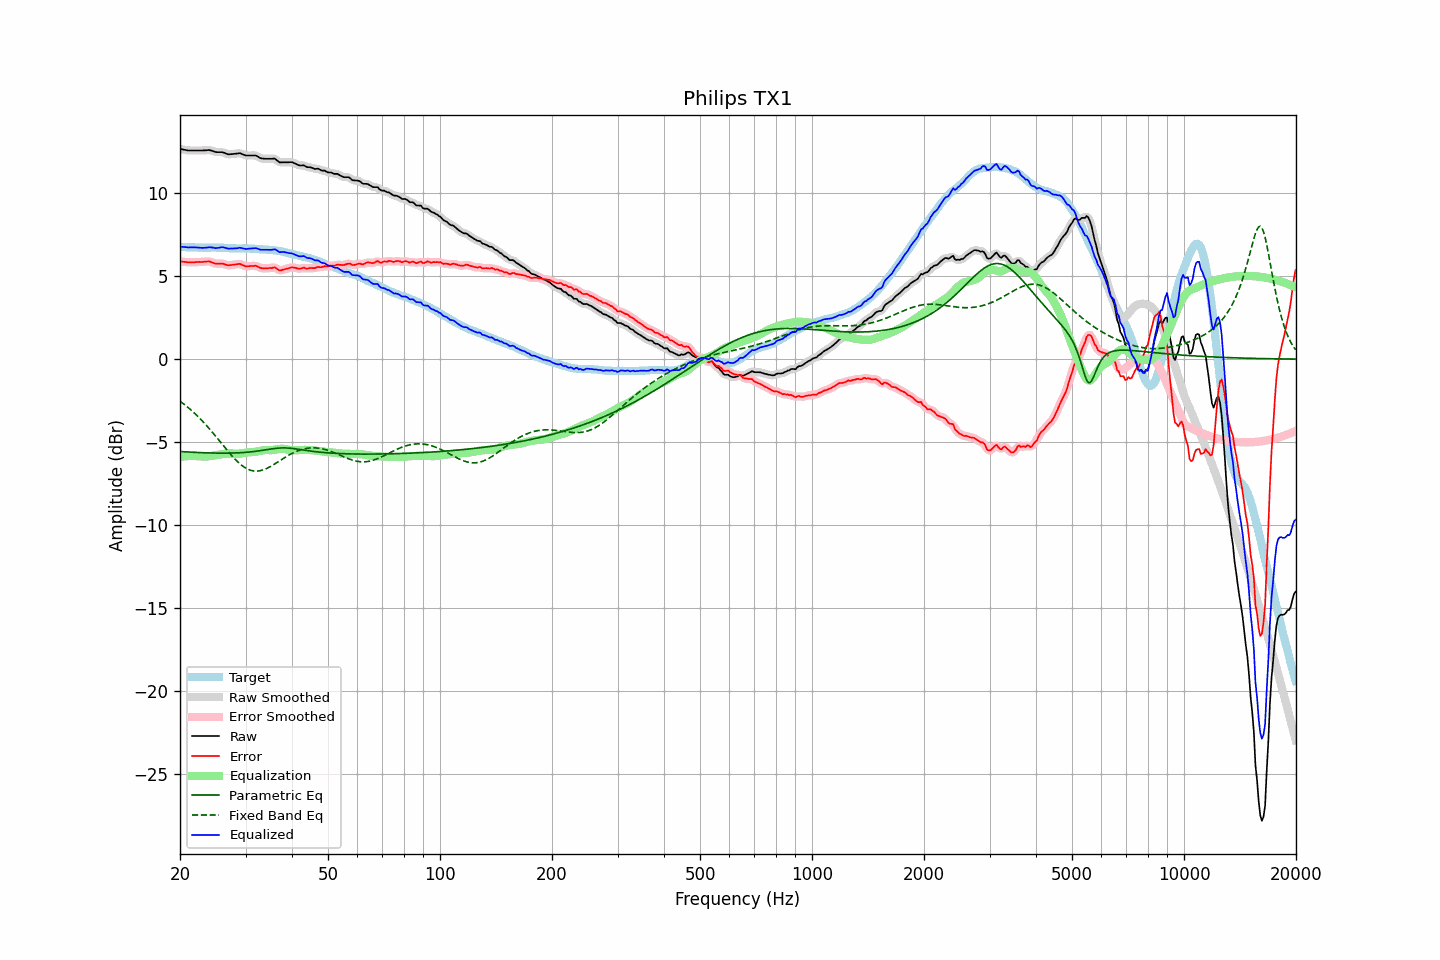 Philips TX1
Amplitude (dBr)
10
5
0
−5
−10
−15
−20
−25
Target
Raw Smoothed
Error Smoothed
Raw
Error
Equalization
Parametric Eq
Fixed Band Eq
Equalized
20 50 100 200 500 1000 2000 5000 10000 20000
Frequency (Hz)